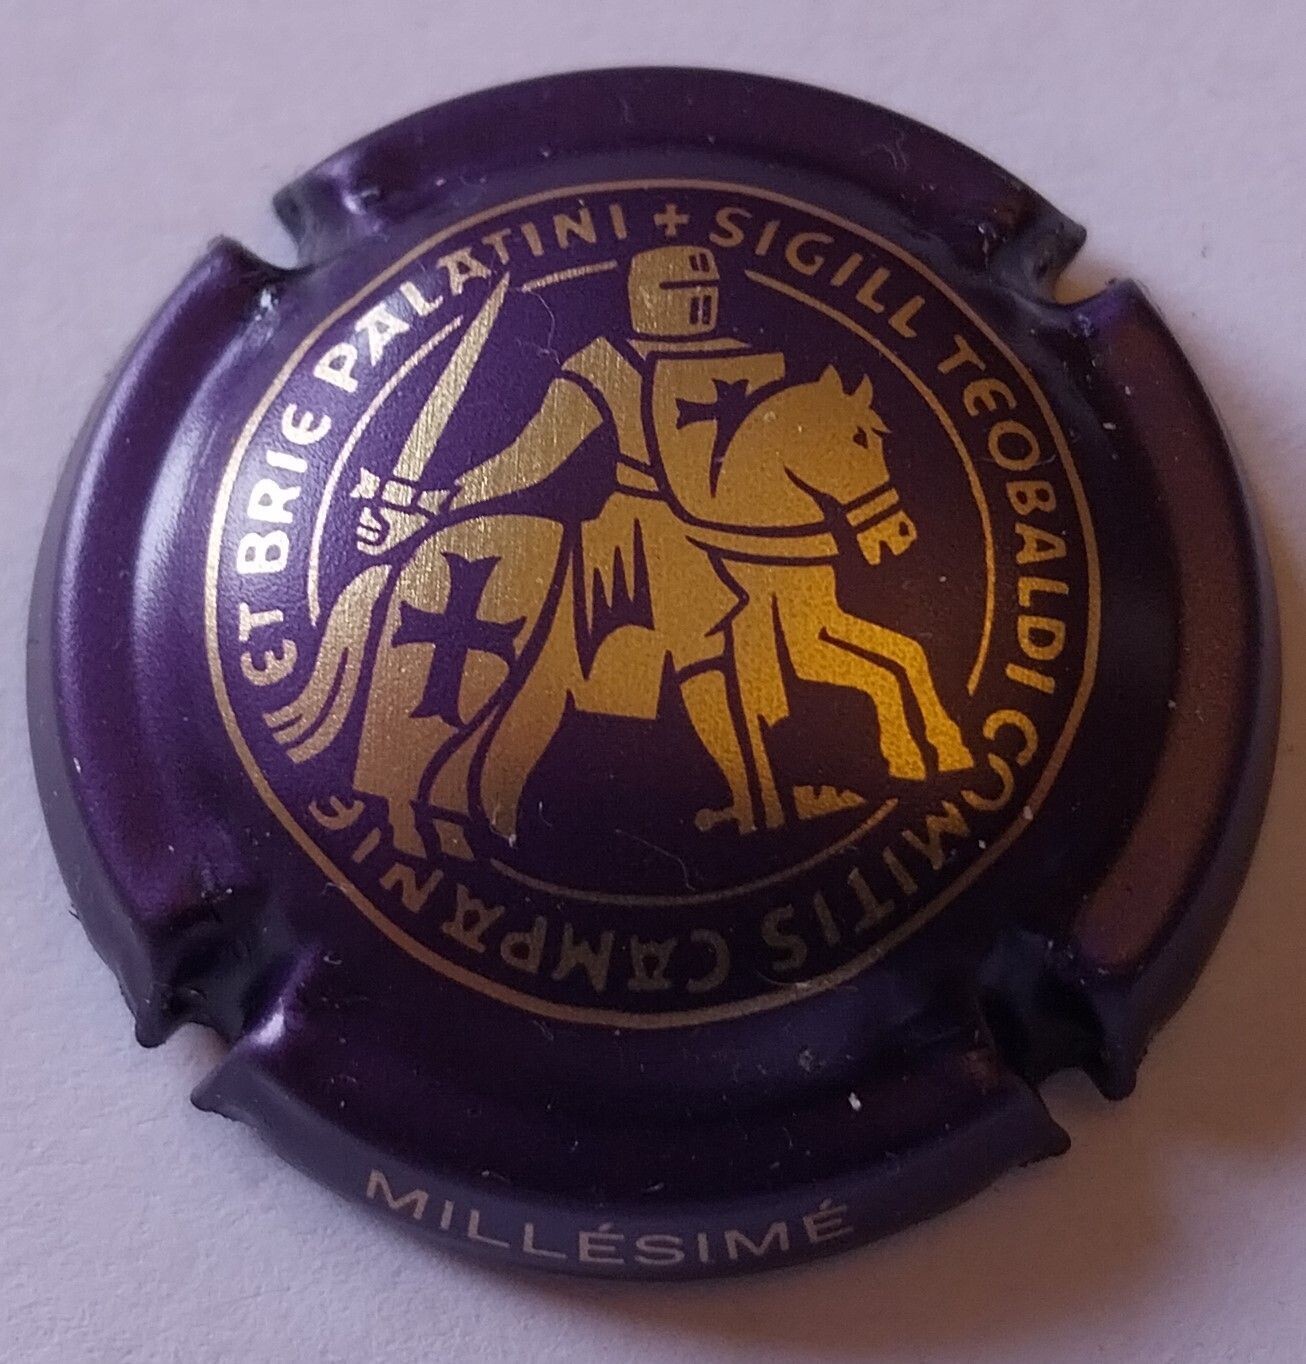 + SIGILL TEOBALDI COMITIS CAMPANIE ET BRIE PALATINI
MILLÉSIMÉ